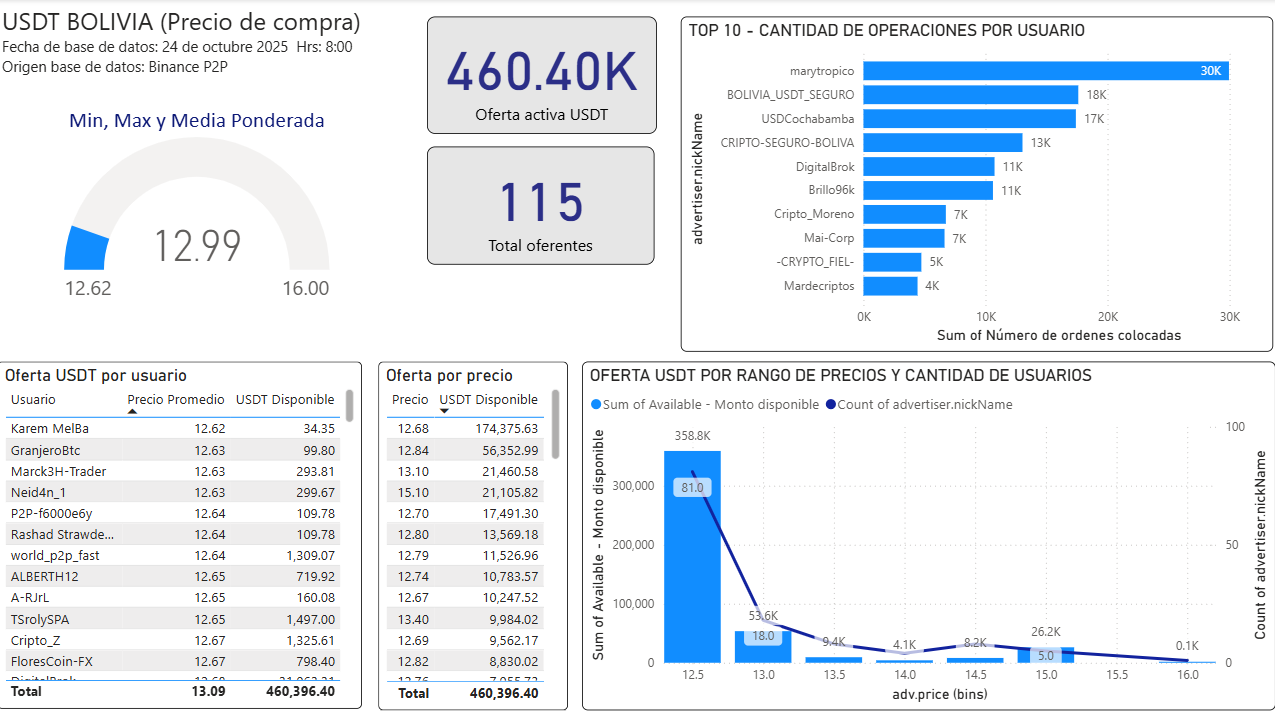 USDT BOLIVIA (Precio de compra)
Fecha de base de datos: 24 de octubre 2025 Hrs: 8:00
Origen base de datos: Binance P2P
Min, Max y Media Ponderada
12.99
12.62
16.00
460.40K
Oferta activa USDT
115
Total oferentes
TOP 10 - CANTIDAD DE OPERACIONES POR USUARIO
advertiser.nickName
marytropico 30K
BOLIVIA_USDT_SEGURO 18K
USDCochabamba 17K
CRIPTO-SEGURO-BOLIVA 13K
DigitalBrok 11K
Brillo96k 11K
Cripto_Moreno 7K
Mai-Corp 7K
-CRYPTO_FIEL- 5K
Mardecriptos 4K
0K 10K 20K 30K
Sum of Número de ordenes colocadas
Oferta USDT por usuario
Usuario Precio Promedio USDT Disponible
Karem MelBa 12.62 34.35
GranjeroBtc 12.63 99.80
Marck3H-Trader 12.63 293.81
Neid4n_1 12.63 299.67
P2P-f6000e6y 12.64 109.78
Rashad Strawde... 12.64 109.78
world_p2p_fast 12.64 1,309.07
ALBERTH12 12.65 719.92
A-RJrL 12.65 160.08
TSrolySPA 12.65 1,497.00
Cripto_Z 12.67 1,325.61
FloresCoin-FX 12.67 798.40
Total 13.09 460,396.40
Oferta por precio
Precio USDT Disponible
12.68 174,375.63
12.84 56,352.99
13.10 21,460.58
15.10 21,105.82
12.70 17,491.30
12.80 13,569.18
12.79 11,526.96
12.74 10,783.57
12.67 10,247.52
13.40 9,984.02
12.69 9,562.17
12.82 8,830.02
Total 460,396.40
OFERTA USDT POR RANGO DE PRECIOS Y CANTIDAD DE USUARIOS
Sum of Available - Monto disponible Count of advertiser.nickName
Sum of Available - Monto disponible
300,000
200,000
100,000
0
358.8K
81.0
53.6K
18.0
9.4K
4.1K
8.2K
26.2K
5.0
0.1K
100
50
0
Count of advertiser.nickName
12.5 13.0 13.5 14.0 14.5 15.0 15.5 16.0
adv.price (bins)